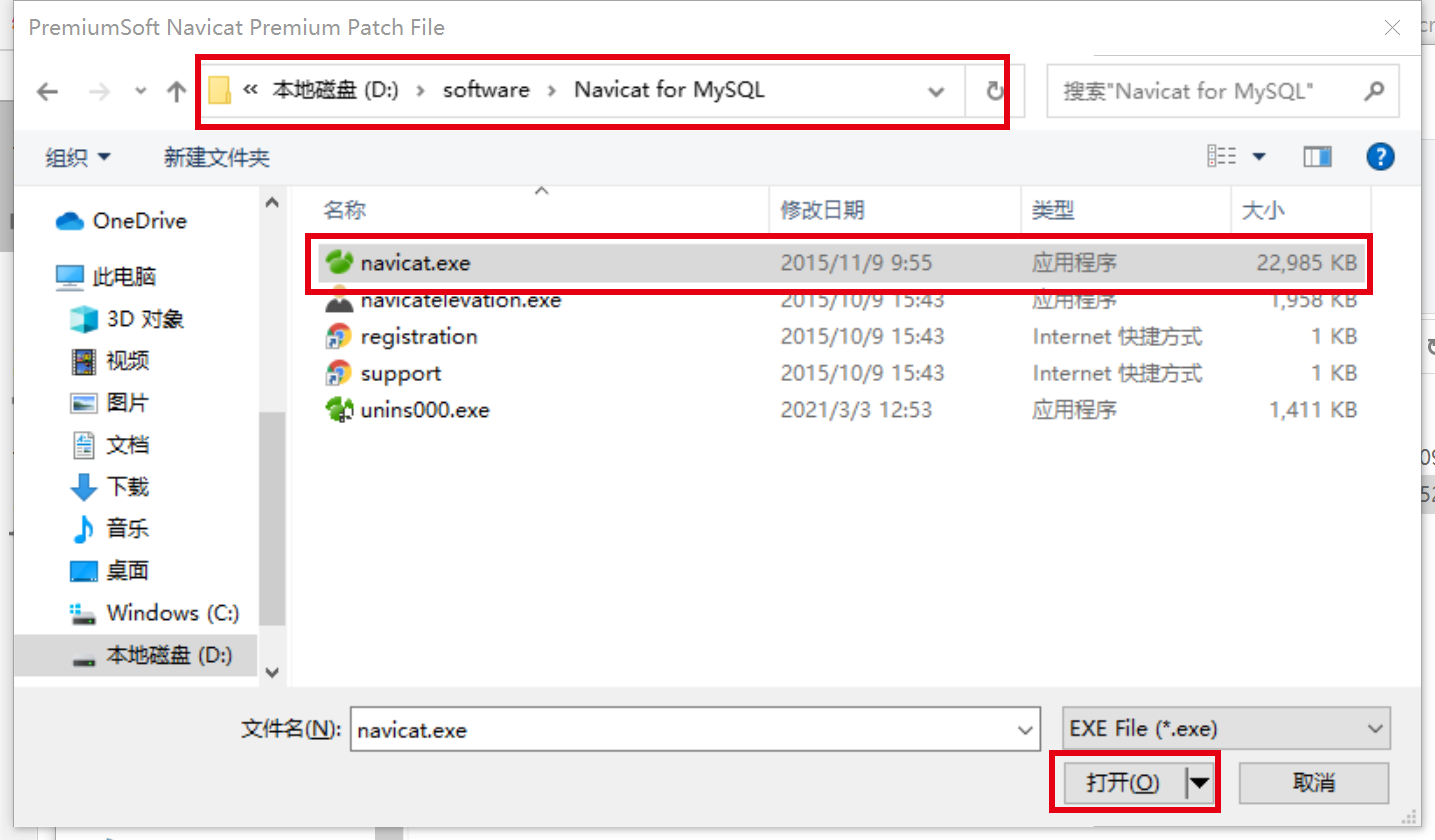 PremiumSoft Navicat Premium Patch File
« 本地磁盘 (D:) › software › Navicat for MySQL
搜索"Navicat for MySQL"
组织 新建文件夹
名称 修改日期 类型 大小
navicat.exe 2015/11/9 9:55 应用程序 22,985 KB
navicatelevation.exe 2015/10/9 15:43 应用程序 1,958 KB
registration 2015/10/9 15:43 Internet 快捷方式 1 KB
support 2015/10/9 15:43 Internet 快捷方式 1 KB
unins000.exe 2021/3/3 12:53 应用程序 1,411 KB
OneDrive
此电脑
3D 对象
视频
图片
文档
下载
音乐
桌面
Windows (C:)
本地磁盘 (D:)
文件名(N): navicat.exe
EXE File (*.exe)
打开(O)
取消